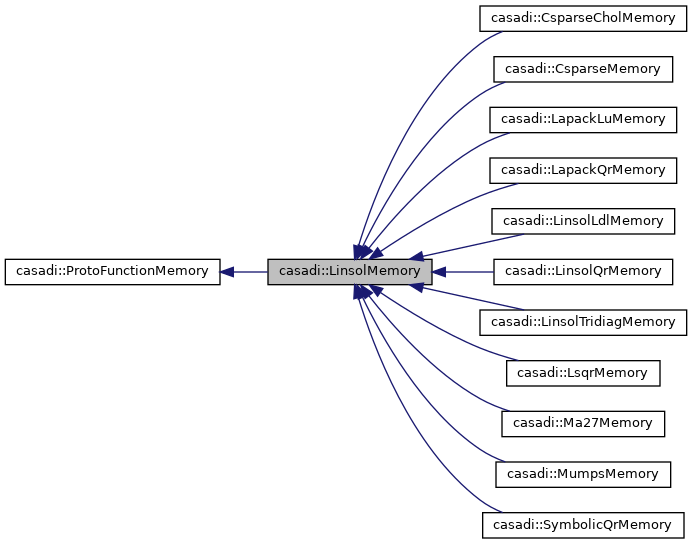 casadi::CsparseCholMemory
casadi::CsparseMemory
casadi::LapackLuMemory
casadi::LapackQrMemory
casadi::LinsolLdlMemory
casadi::ProtoFunctionMemory
casadi::LinsolMemory
casadi::LinsolQrMemory
casadi::LinsolTridiagMemory
casadi::LsqrMemory
casadi::Ma27Memory
casadi::MumpsMemory
casadi::SymbolicQrMemory